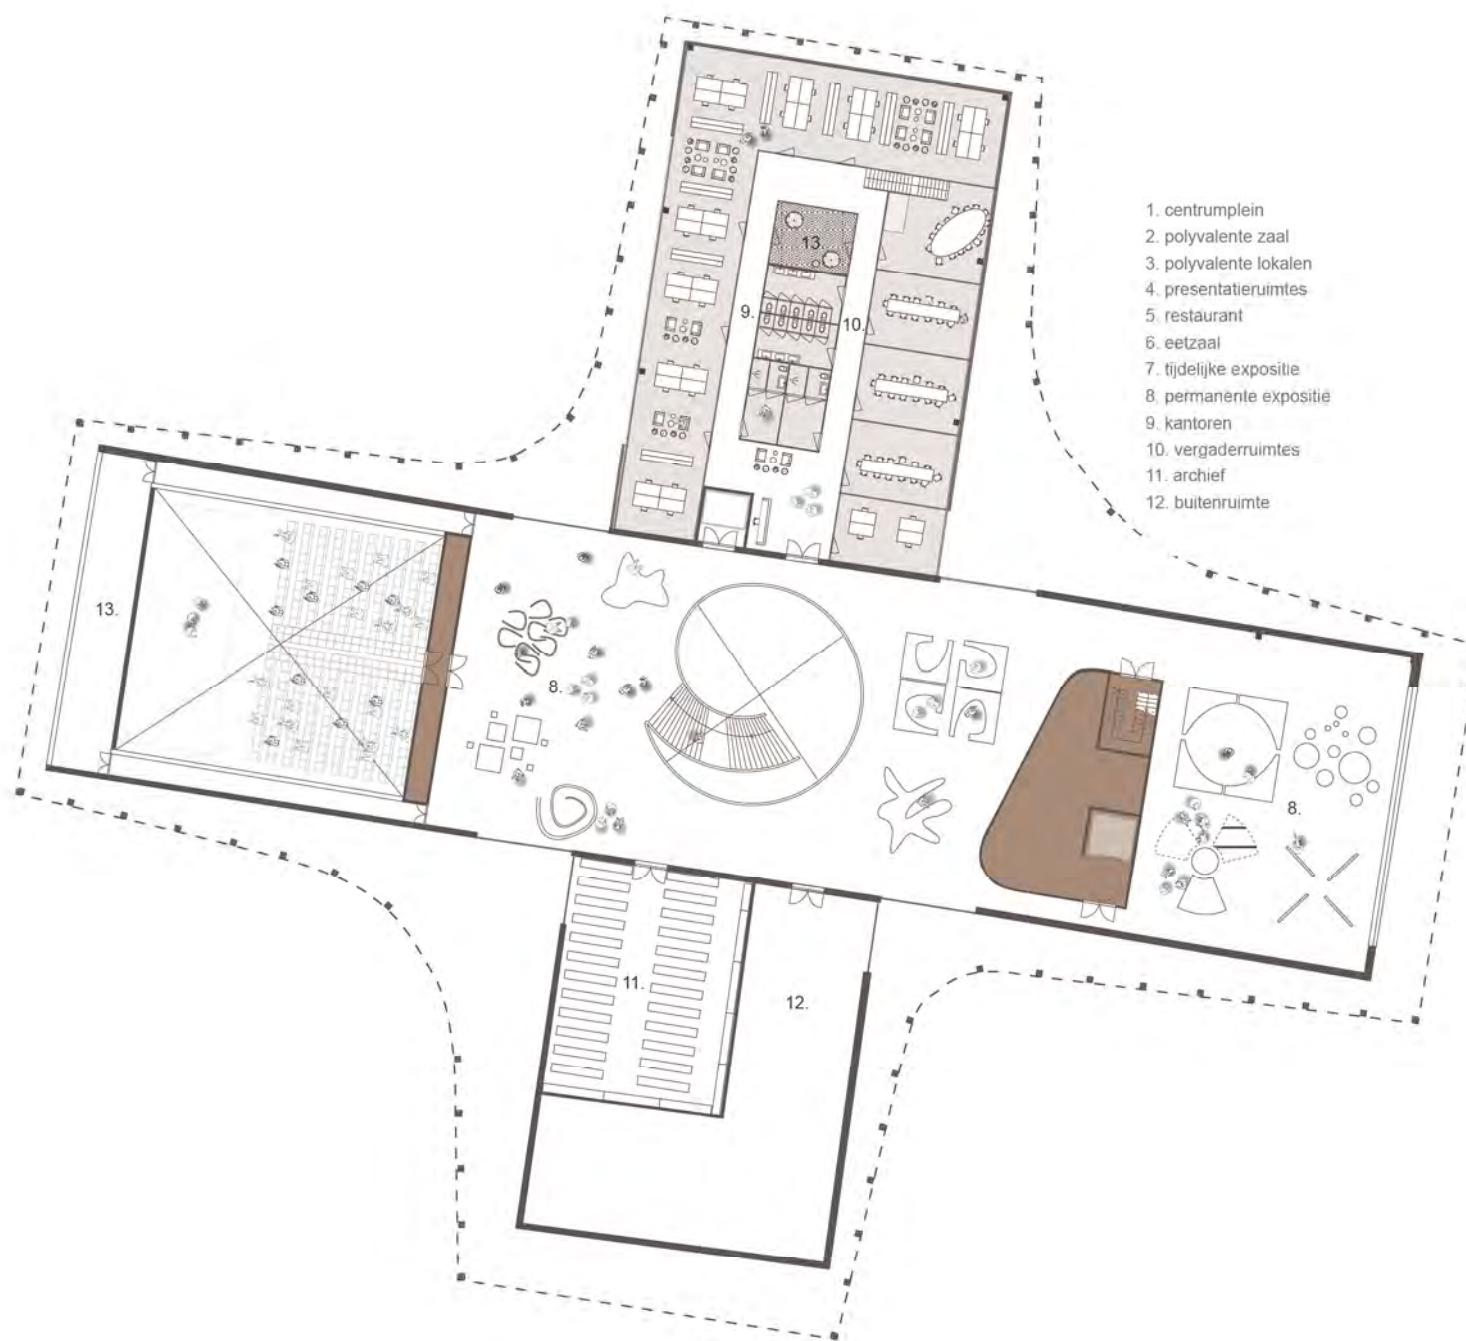 1. centrumplein
2. polyvalente zaal
3. polyvalente lokalen
4. presentatieruimtes
5. restaurant
6. eetzaal
7. tijdelijke expositie
8. permanente expositie
9. kantoren
10. vergaderruimtes
11. archief
12. buitenruimte
13.
9.
10.
13.
8.
8.
11.
12.